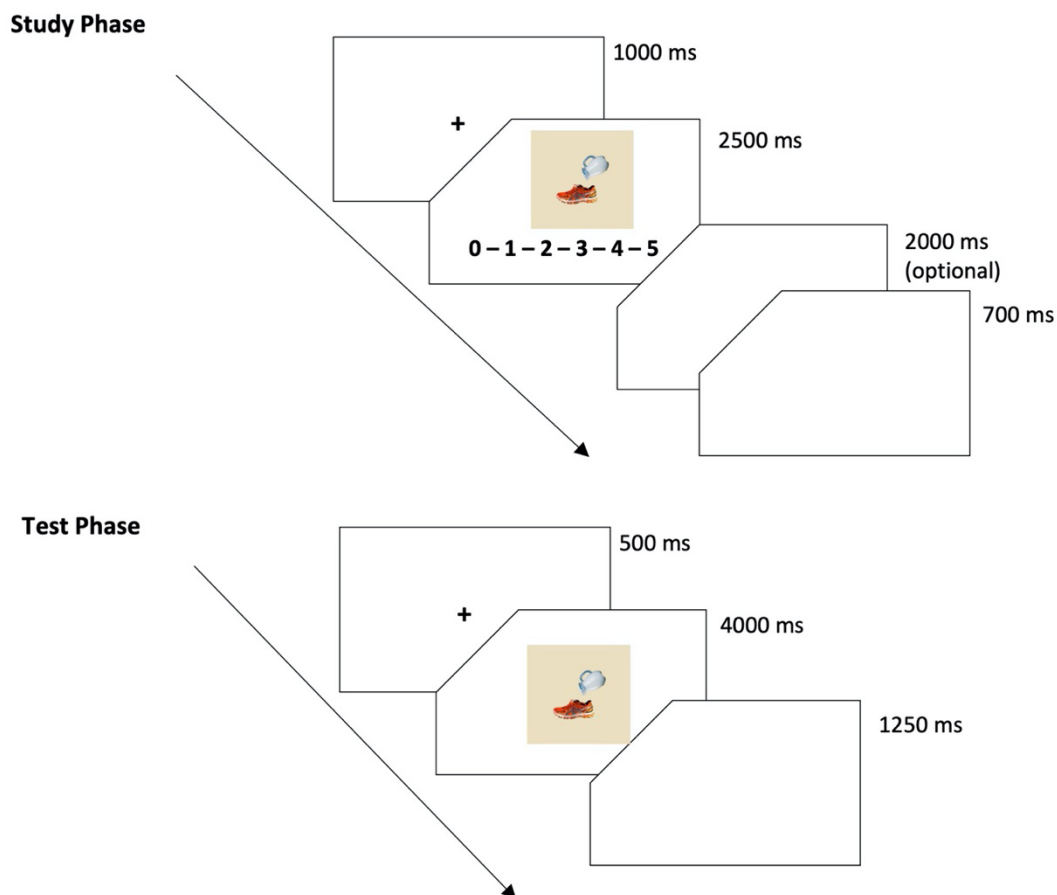 Study Phase
1000 ms
+
2500 ms
0 – 1 – 2 – 3 – 4 – 5
2000 ms
(optional)
700 ms
Test Phase
500 ms
+
4000 ms
1250 ms